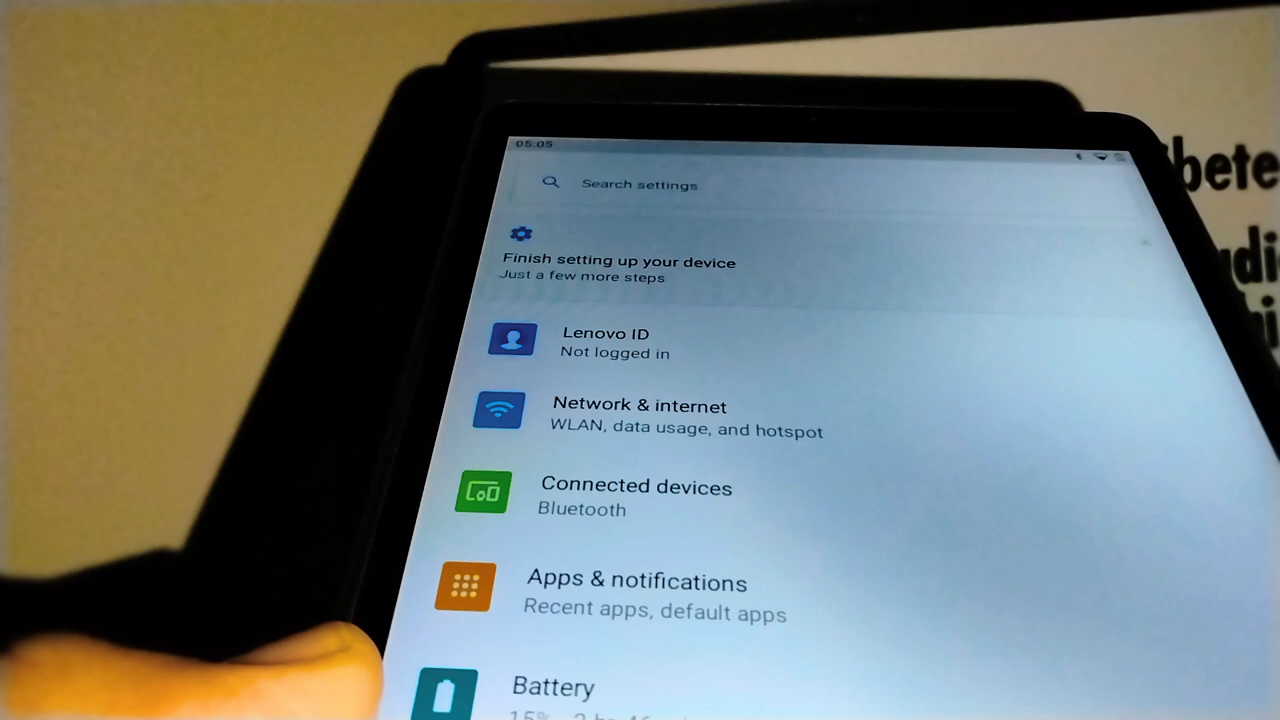 05:05
Search settings
Finish setting up your device
Just a few more steps
Lenovo ID
Not logged in
Network & internet
WLAN, data usage, and hotspot
Connected devices
Bluetooth
Apps & notifications
Recent apps, default apps
Battery